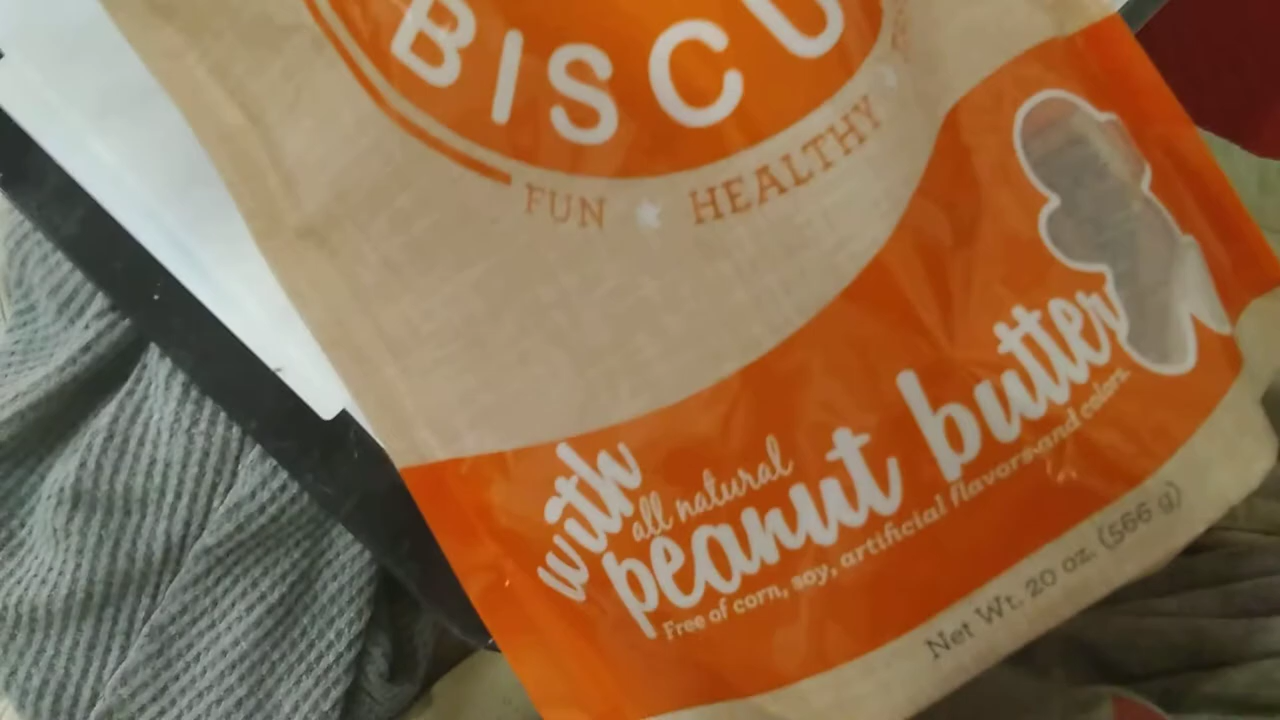 BISCU
FUN HEALTHY
with
all natural
peanut butter
Free of corn, soy, artificial flavors and colors.
Net Wt. 20 oz. (566 g)